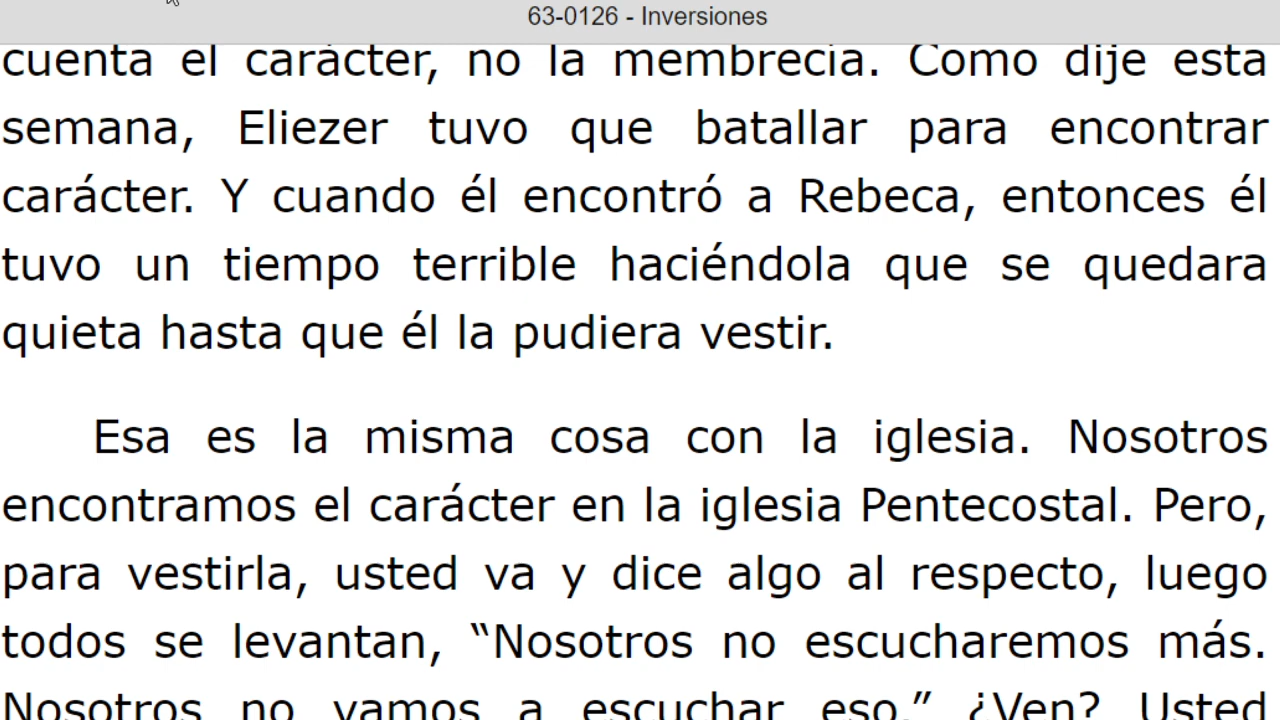 63-0126 - Inversiones
cuenta el carácter, no la membrecía. Como dije esta
semana, Eliezer tuvo que batallar para encontrar
carácter. Y cuando él encontró a Rebeca, entonces él
tuvo un tiempo terrible haciéndola que se quedara
quieta hasta que él la pudiera vestir.
Esa es la misma cosa con la iglesia. Nosotros
encontramos el carácter en la iglesia Pentecostal. Pero,
para vestirla, usted va y dice algo al respecto, luego
todos se levantan, “Nosotros no escucharemos más.
Nosotros no vamos a escuchar eso.” ¿Ven? Usted